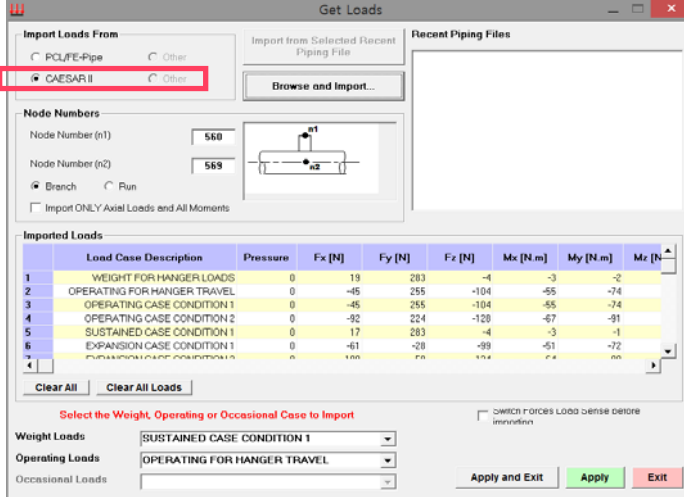 Get Loads
Import Loads From
PCL/FE-Pipe Other
CAESAR II Other
Import from Selected Recent
Piping File
Browse and Import...
Recent Piping Files
Node Numbers
Node Number (n1) 560
Node Number (n2) 569
Branch Run
Import ONLY Axial Loads and All Moments
n1
n2
Imported Loads
Load Case Description Pressure Fx [N] Fy [N] Fz [N] Mx [N.m] My [N.m] Mz [N
1 WEIGHT FOR HANGER LOADS 0 19 283 -4 -3 -2
2 OPERATING FOR HANGER TRAVEL 0 -45 255 -104 -55 -74
3 OPERATING CASE CONDITION 1 0 -45 255 -104 -55 -74
4 OPERATING CASE CONDITION 2 0 -92 224 -128 -67 -91
5 SUSTAINED CASE CONDITION 1 0 17 283 -4 -3 -1
6 EXPANSION CASE CONDITION 1 0 -61 -28 -99 -51 -72
Clear All Clear All Loads
Select the Weight, Operating or Occasional Case to Import
Switch Forces Load Sense before
importing
Weight Loads SUSTAINED CASE CONDITION 1
Operating Loads OPERATING FOR HANGER TRAVEL
Occasional Loads
Apply and Exit Apply Exit